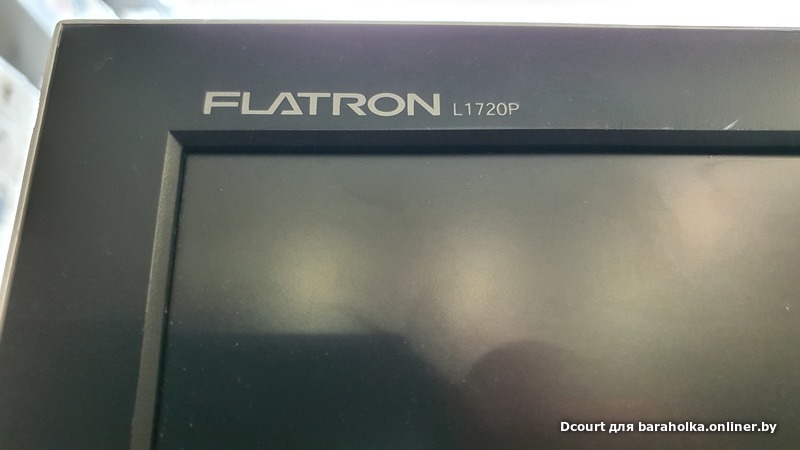 FLATRON L1720P
Dcourt для baraholka.onliner.by